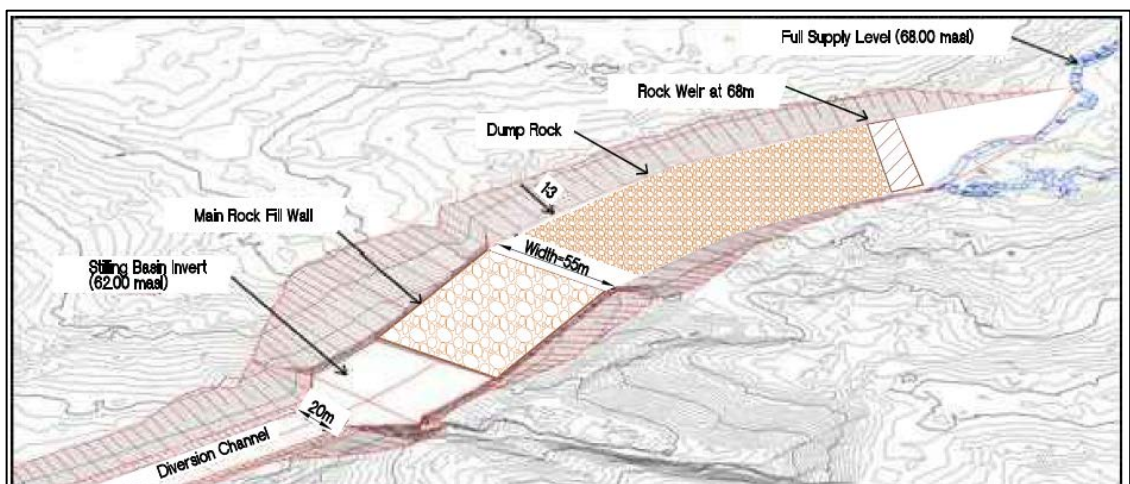 Full Supply Level (68.00 masl)
Rock Weir at 68m
Dump Rock
1:3
Main Rock Fill Wall
Width=55m
Stilling Basin Invert
(62.00 masl)
20m
Diversion Channel